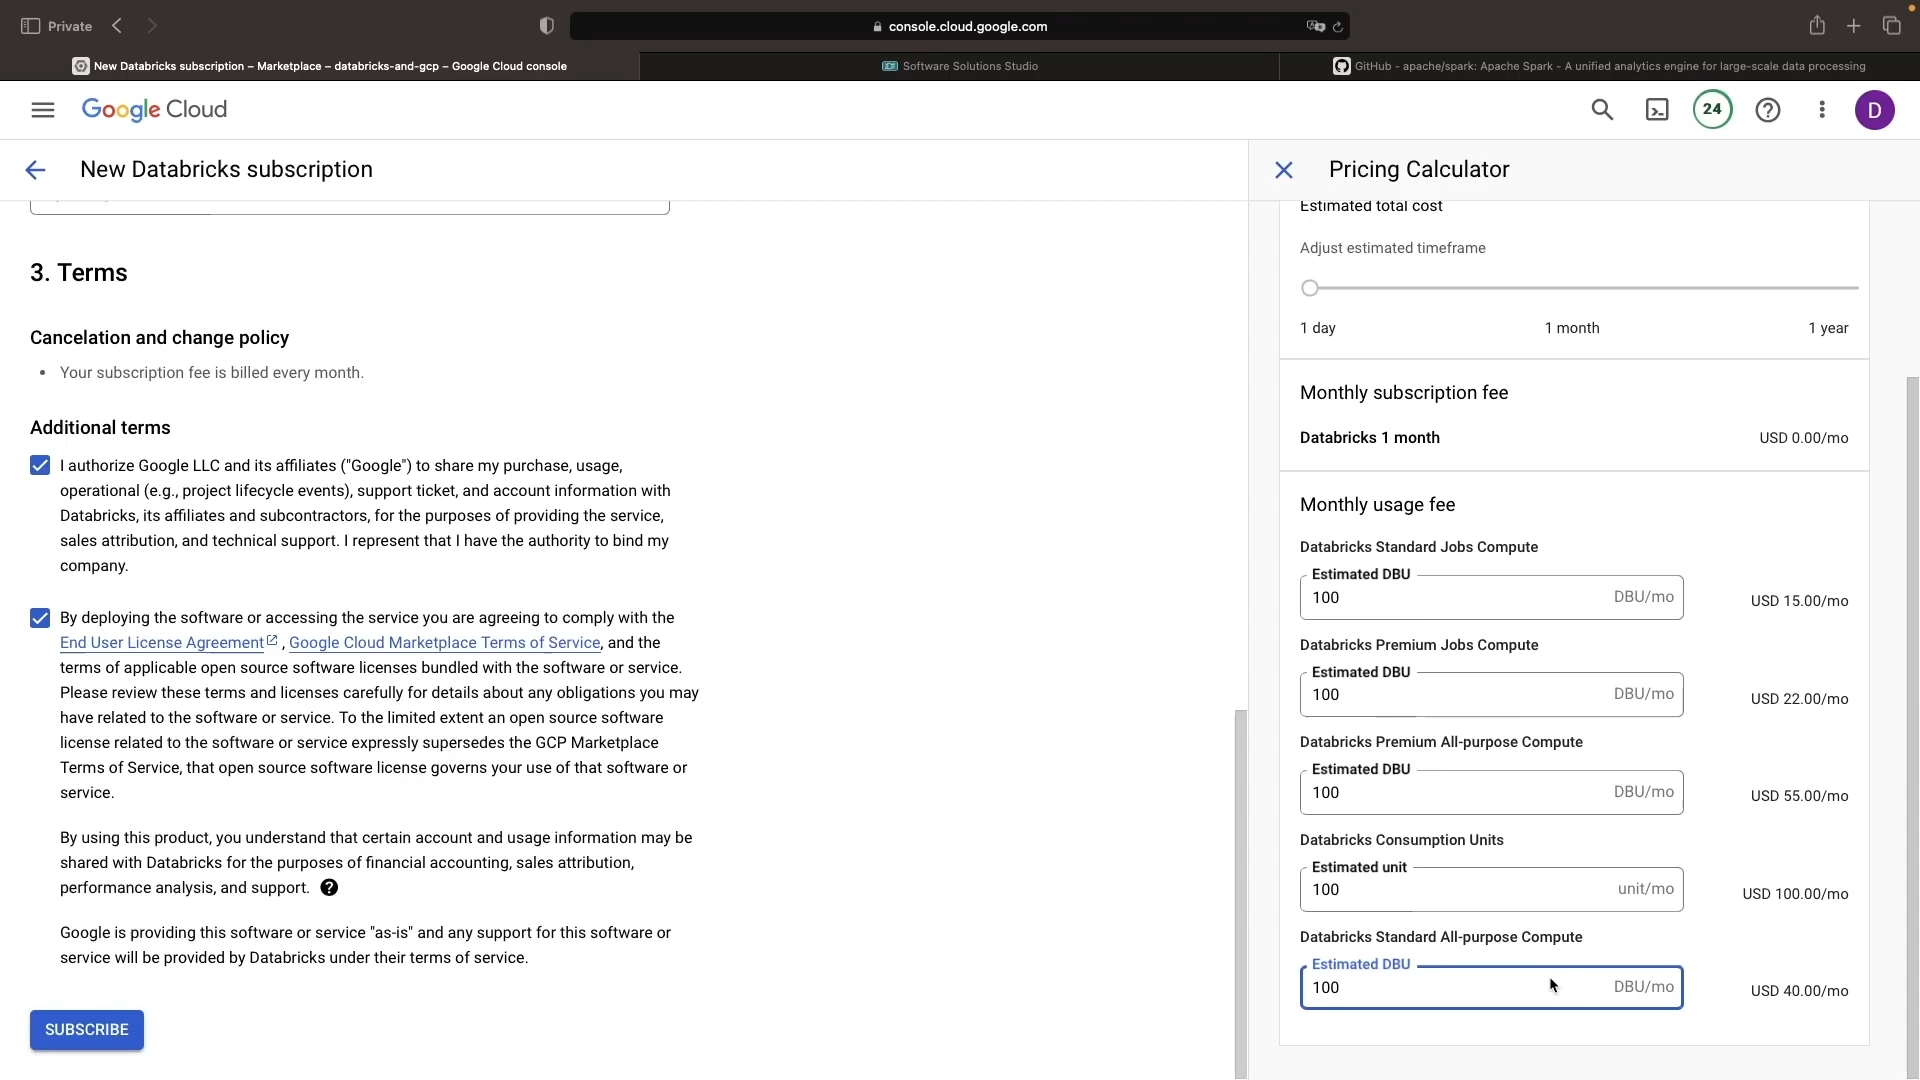 Private
console.cloud.google.com
New Databricks subscription – Marketplace – databricks-and-gcp – Google Cloud console
Software Solutions Studio
GitHub - apache/spark: Apache Spark - A unified analytics engine for large-scale data processing
Google Cloud
24
D
New Databricks subscription
3. Terms
Cancelation and change policy
• Your subscription fee is billed every month.
Additional terms
I authorize Google LLC and its affiliates ("Google") to share my purchase, usage,
operational (e.g., project lifecycle events), support ticket, and account information with
Databricks, its affiliates and subcontractors, for the purposes of providing the service,
sales attribution, and technical support. I represent that I have the authority to bind my
company.
By deploying the software or accessing the service you are agreeing to comply with the
End User License Agreement , Google Cloud Marketplace Terms of Service, and the
terms of applicable open source software licenses bundled with the software or service.
Please review these terms and licenses carefully for details about any obligations you may
have related to the software or service. To the limited extent an open source software
license related to the software or service expressly supersedes the GCP Marketplace
Terms of Service, that open source software license governs your use of that software or
service.
By using this product, you understand that certain account and usage information may be
shared with Databricks for the purposes of financial accounting, sales attribution,
performance analysis, and support. ?
Google is providing this software or service "as-is" and any support for this software or
service will be provided by Databricks under their terms of service.
SUBSCRIBE
Pricing Calculator
Estimated total cost
Adjust estimated timeframe
1 day 1 month 1 year
Monthly subscription fee
Databricks 1 month USD 0.00/mo
Monthly usage fee
Databricks Standard Jobs Compute
Estimated DBU
100 DBU/mo USD 15.00/mo
Databricks Premium Jobs Compute
Estimated DBU
100 DBU/mo USD 22.00/mo
Databricks Premium All-purpose Compute
Estimated DBU
100 DBU/mo USD 55.00/mo
Databricks Consumption Units
Estimated unit
100 unit/mo USD 100.00/mo
Databricks Standard All-purpose Compute
Estimated DBU
100 DBU/mo USD 40.00/mo